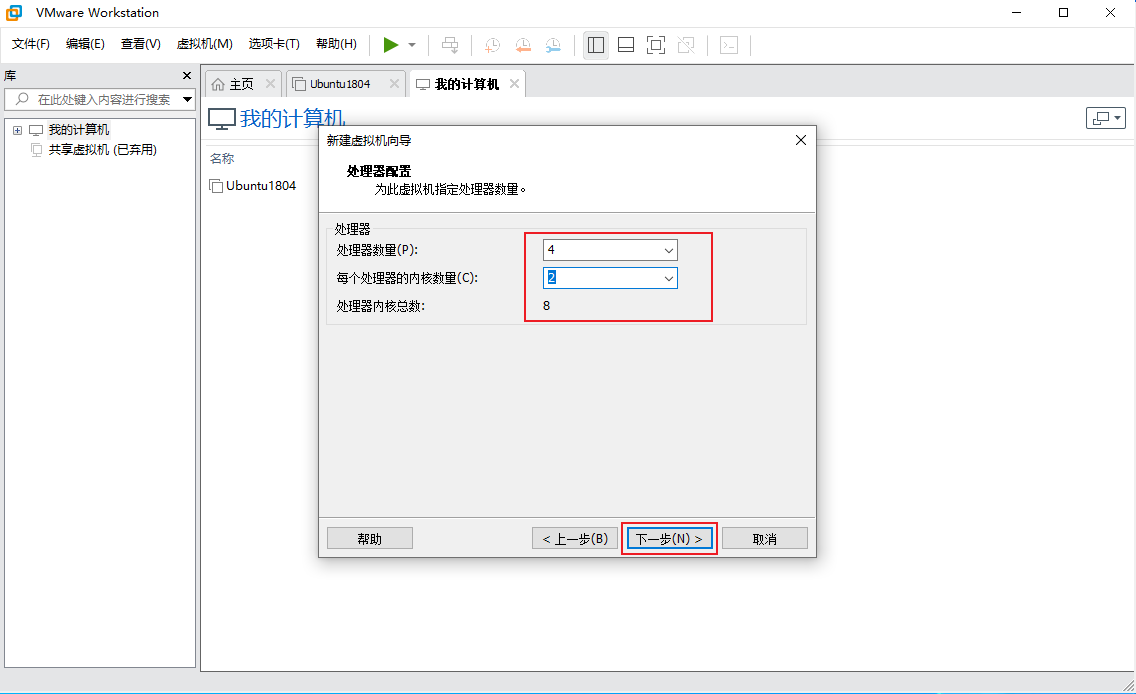 VMware Workstation
文件(F) 编辑(E) 查看(V) 虚拟机(M) 选项卡(T) 帮助(H)
库
在此处键入内容进行搜索
我的计算机
共享虚拟机 (已弃用)
主页 Ubuntu1804 我的计算机
我的计算机
名称
Ubuntu1804
新建虚拟机向导
处理器配置
为此虚拟机指定处理器数量。
处理器
处理器数量(P): 4
每个处理器的内核数量(C): 2
处理器内核总数: 8
帮助 < 上一步(B) 下一步(N) > 取消